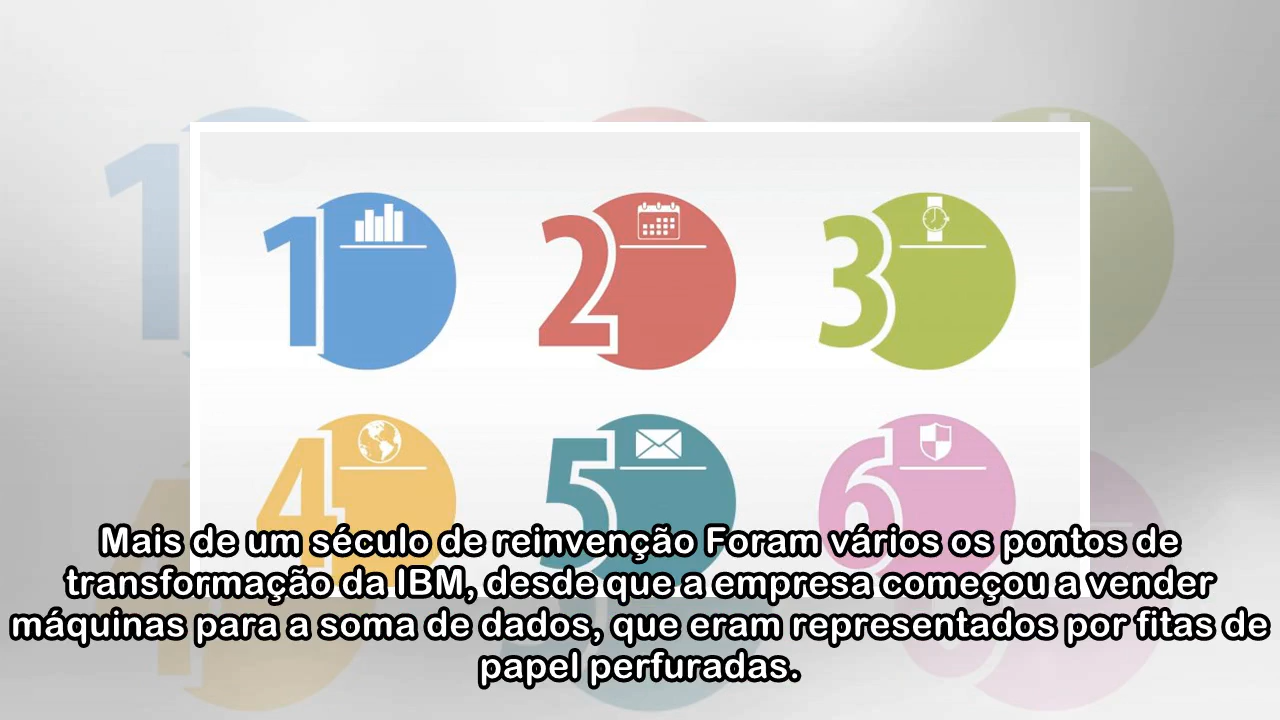 1
2
3
4
5
6
Mais de um século de reinvenção Foram vários os pontos de
transformação da IBM, desde que a empresa começou a vender
máquinas para a soma de dados, que eram representados por fitas de
papel perfuradas.